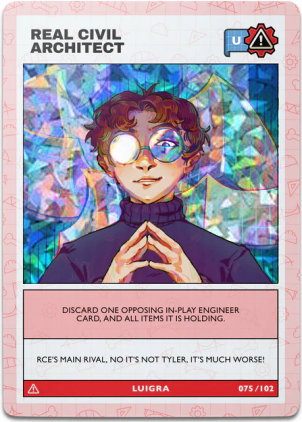 REAL CIVIL
ARCHITECT
U
DISCARD ONE OPPOSING IN-PLAY ENGINEER
CARD, AND ALL ITEMS IT IS HOLDING.
RCE'S MAIN RIVAL, NO IT'S NOT TYLER, IT'S MUCH WORSE!
LUIGRA
075 /102